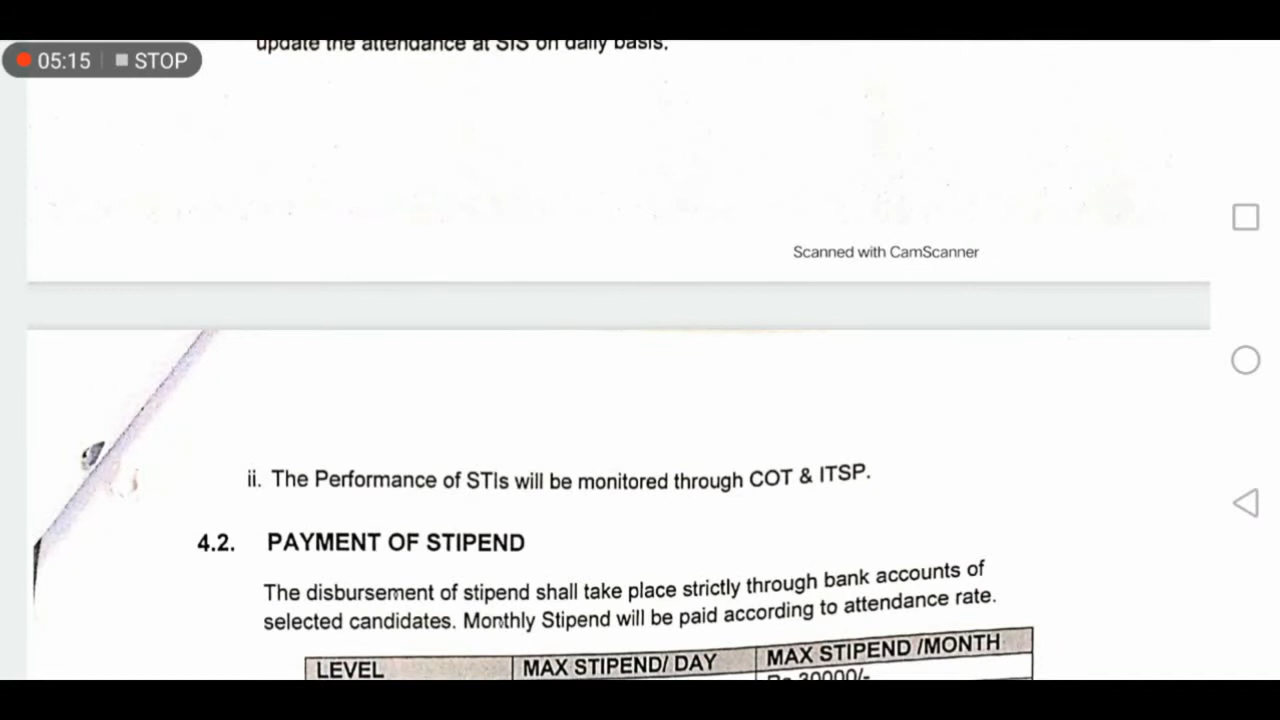 update the attendance at SIS on daily basis.
05:15 STOP
Scanned with CamScanner
ii. The Performance of STIs will be monitored through COT & ITSP.
4.2. PAYMENT OF STIPEND
The disbursement of stipend shall take place strictly through bank accounts of
selected candidates. Monthly Stipend will be paid according to attendance rate.
LEVEL MAX STIPEND/ DAY MAX STIPEND /MONTH